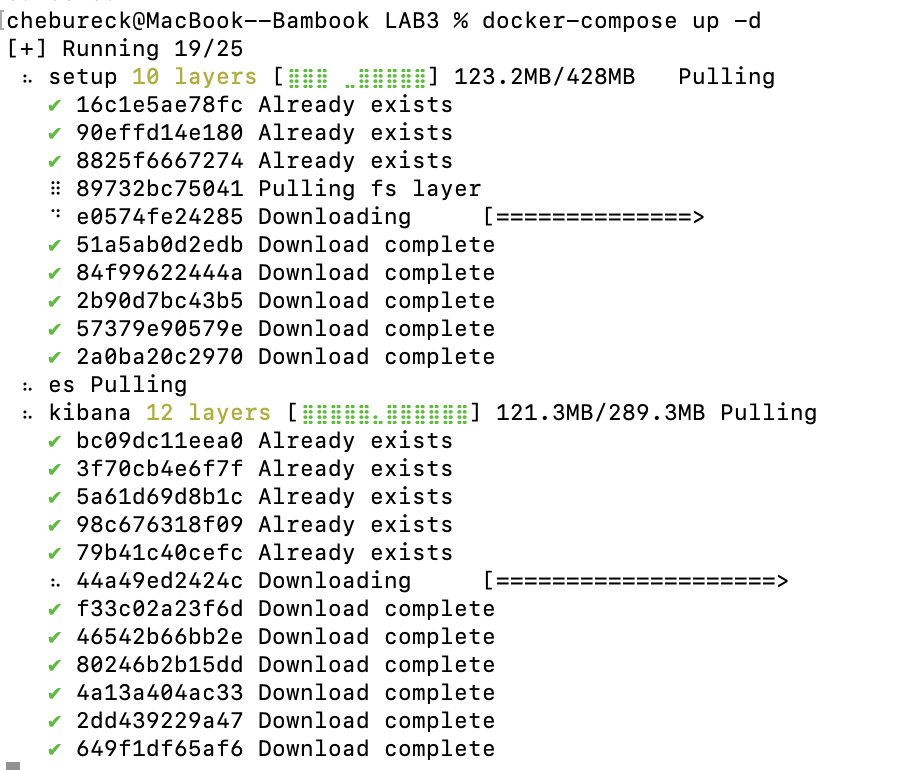 [chebureck@MacBook--Bambook LAB3 % docker-compose up -d
[+] Running 19/25
⠦ setup 10 layers [⣿⣿⣿ ⣀⣿⣿⣿⣿⣿] 123.2MB/428MB Pulling
✔ 16c1e5ae78fc Already exists
✔ 90effd14e180 Already exists
✔ 8825f6667274 Already exists
⠿ 89732bc75041 Pulling fs layer
⠙ e0574fe24285 Downloading [==============>
✔ 51a5ab0d2edb Download complete
✔ 84f99622444a Download complete
✔ 2b90d7bc43b5 Download complete
✔ 57379e90579e Download complete
✔ 2a0ba20c2970 Download complete
⠦ es Pulling
⠦ kibana 12 layers [⣿⣿⣿⣿⣿⣄⣿⣿⣿⣿⣿⣿] 121.3MB/289.3MB Pulling
✔ bc09dc11eea0 Already exists
✔ 3f70cb4e6f7f Already exists
✔ 5a61d69d8b1c Already exists
✔ 98c676318f09 Already exists
✔ 79b41c40cefc Already exists
⠦ 44a49ed2424c Downloading [====================>
✔ f33c02a23f6d Download complete
✔ 46542b66bb2e Download complete
✔ 80246b2b15dd Download complete
✔ 4a13a404ac33 Download complete
✔ 2dd439229a47 Download complete
✔ 649f1df65af6 Download complete